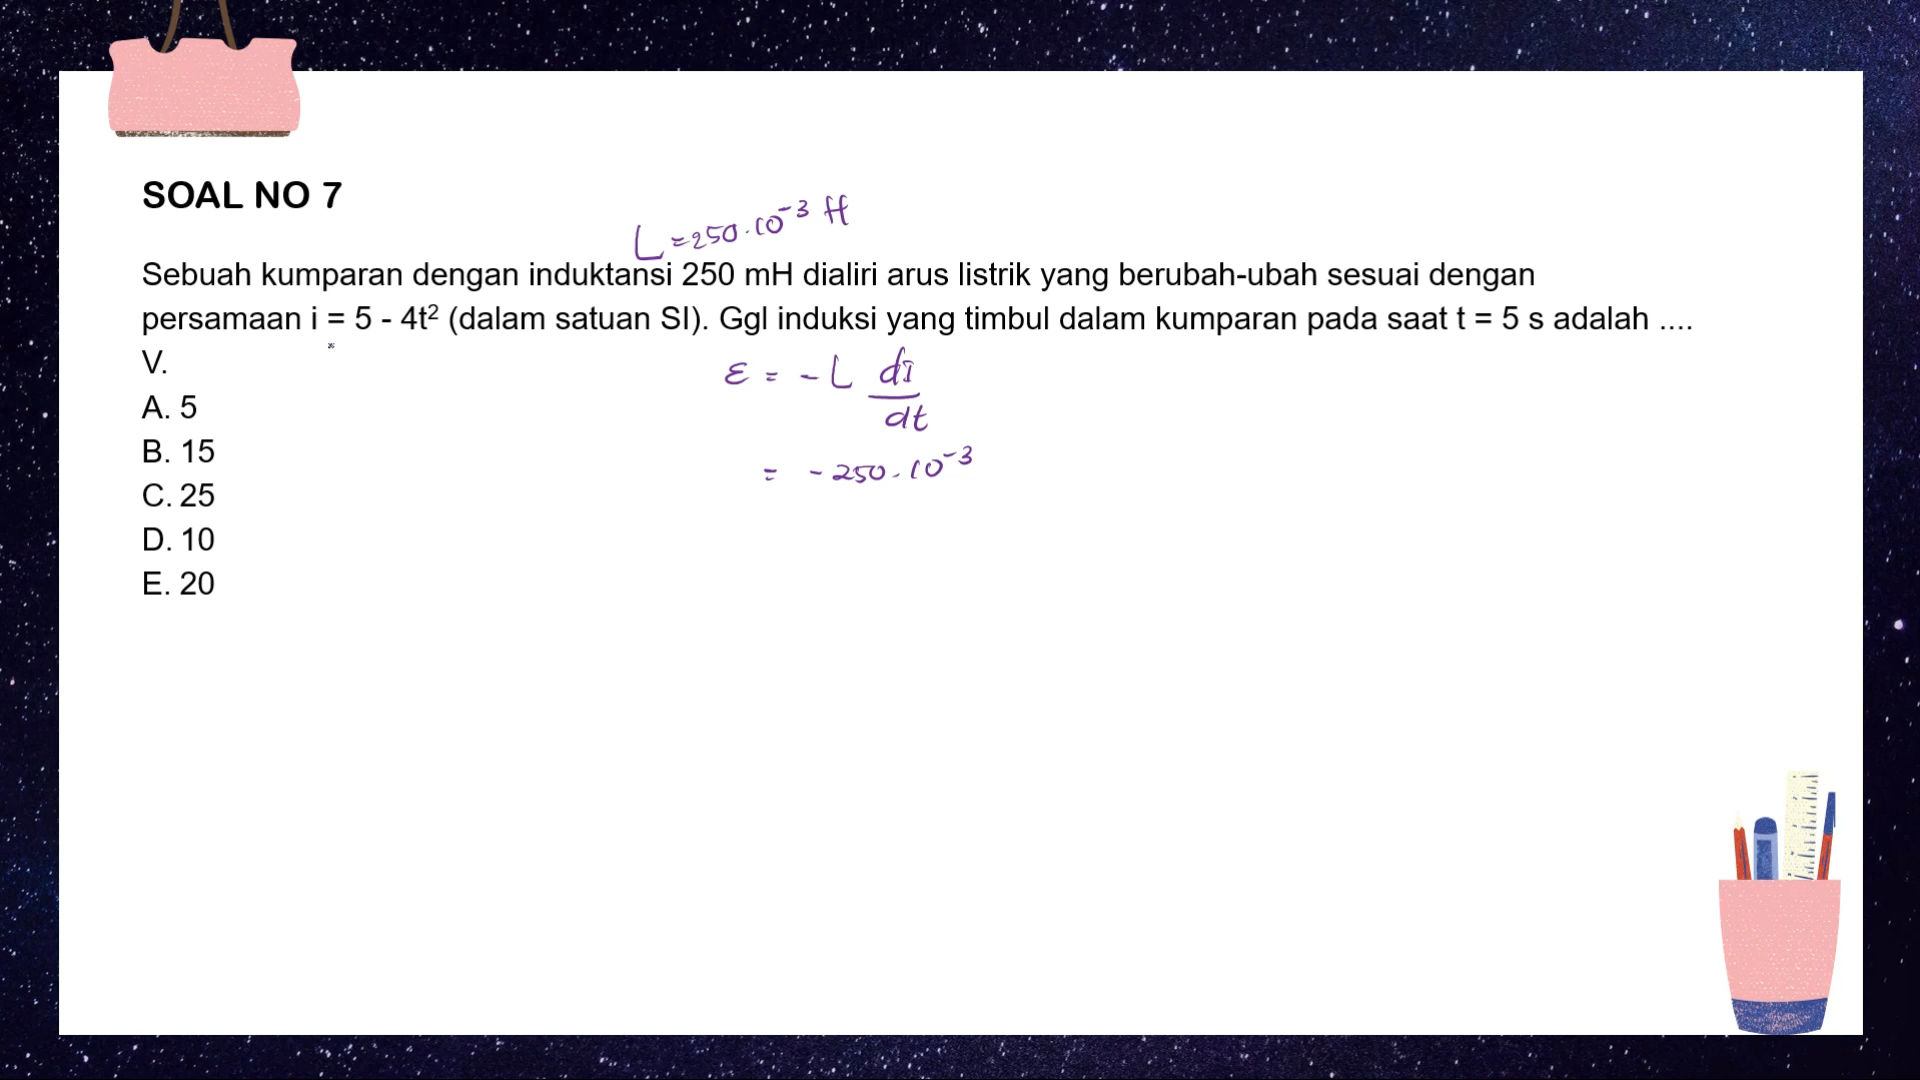 SOAL NO 7
L = 250 . 10⁻³ H
Sebuah kumparan dengan induktansi 250 mH dialiri arus listrik yang berubah-ubah sesuai dengan
persamaan i = 5 - 4t² (dalam satuan SI). Ggl induksi yang timbul dalam kumparan pada saat t = 5 s adalah ....
V.
A. 5
B. 15
C. 25
D. 10
E. 20
ε = - L di/dt
= - 250 . 10⁻³